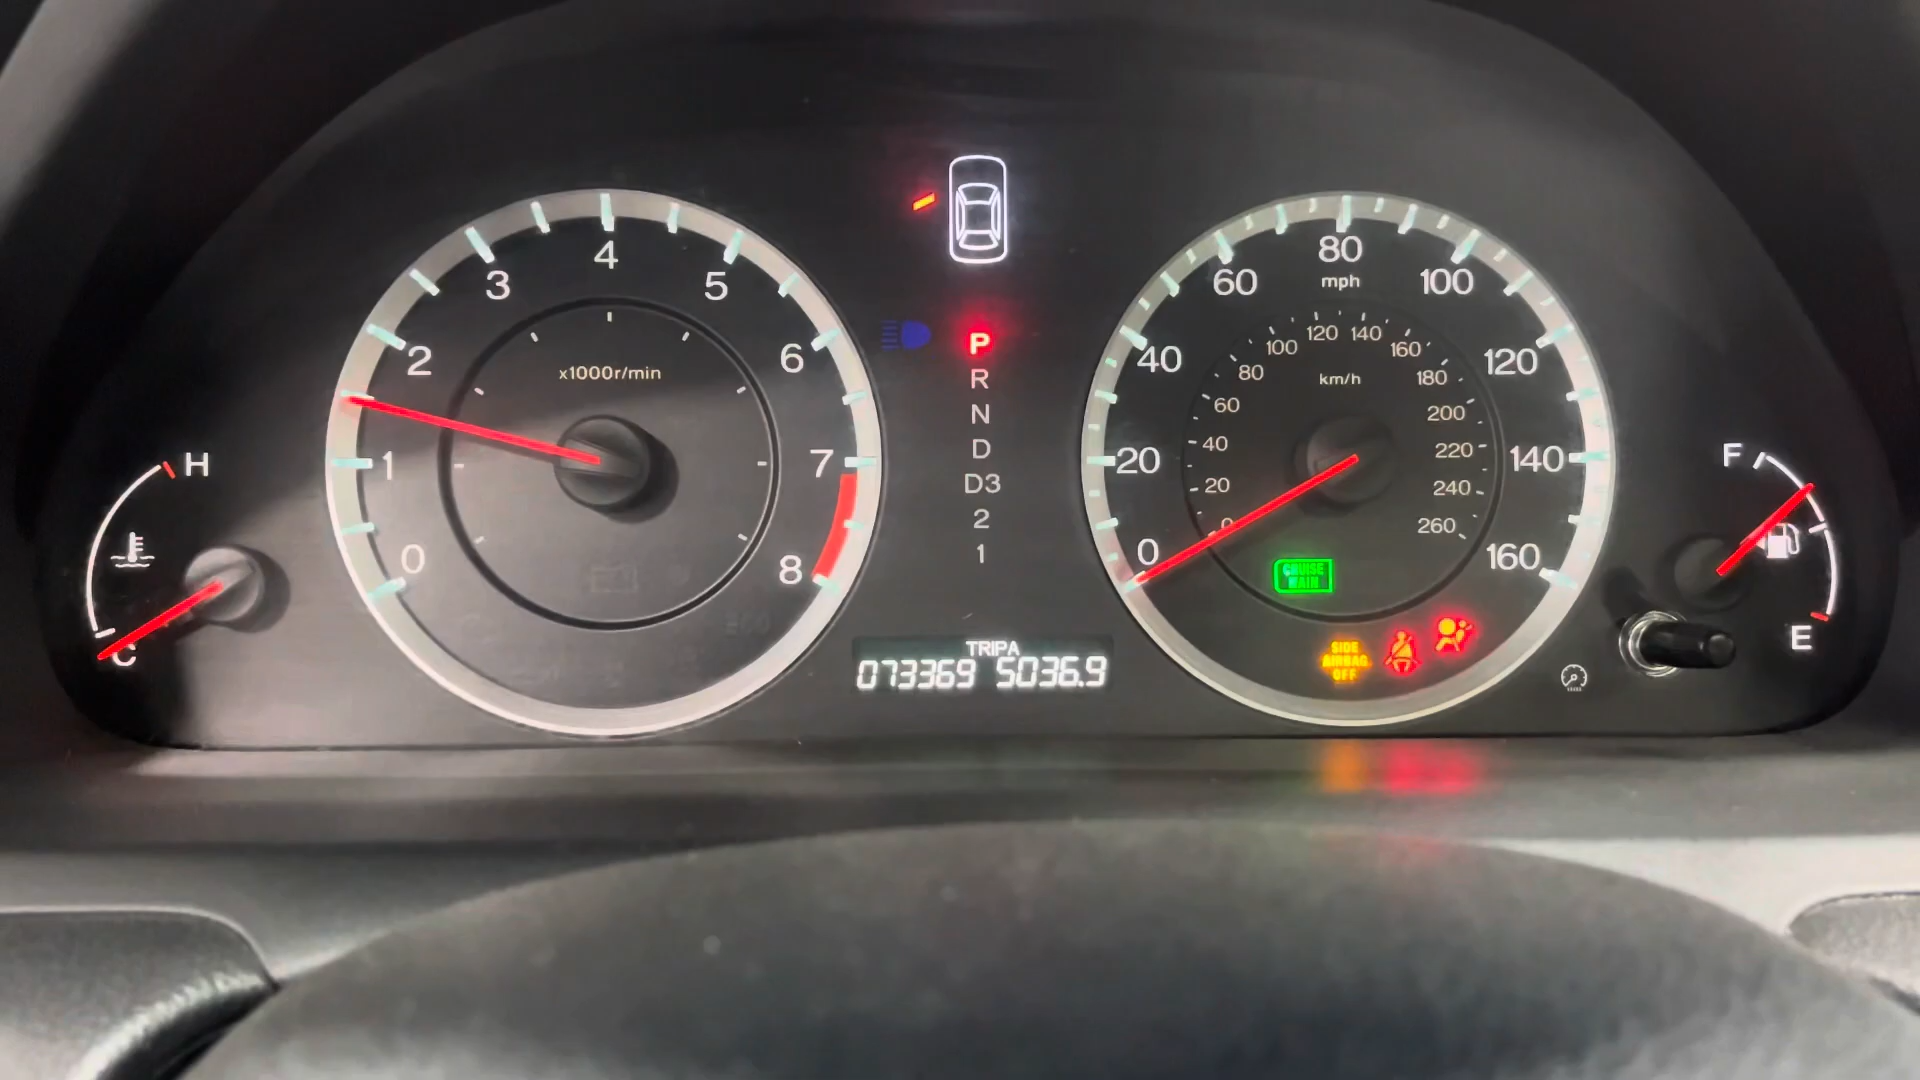 0
1
2
3
4
5
6
7
8
x1000r/min
H
C
P
R
N
D
D3
2
1
TRIPA
073369 5036.9
0
20
40
60
80
100
120
140
160
mph
0
20
40
60
80
100
120
140
160
180
200
220
240
260
km/h
CRUISE
MAIN
SIDE
AIRBAG
OFF
F
E